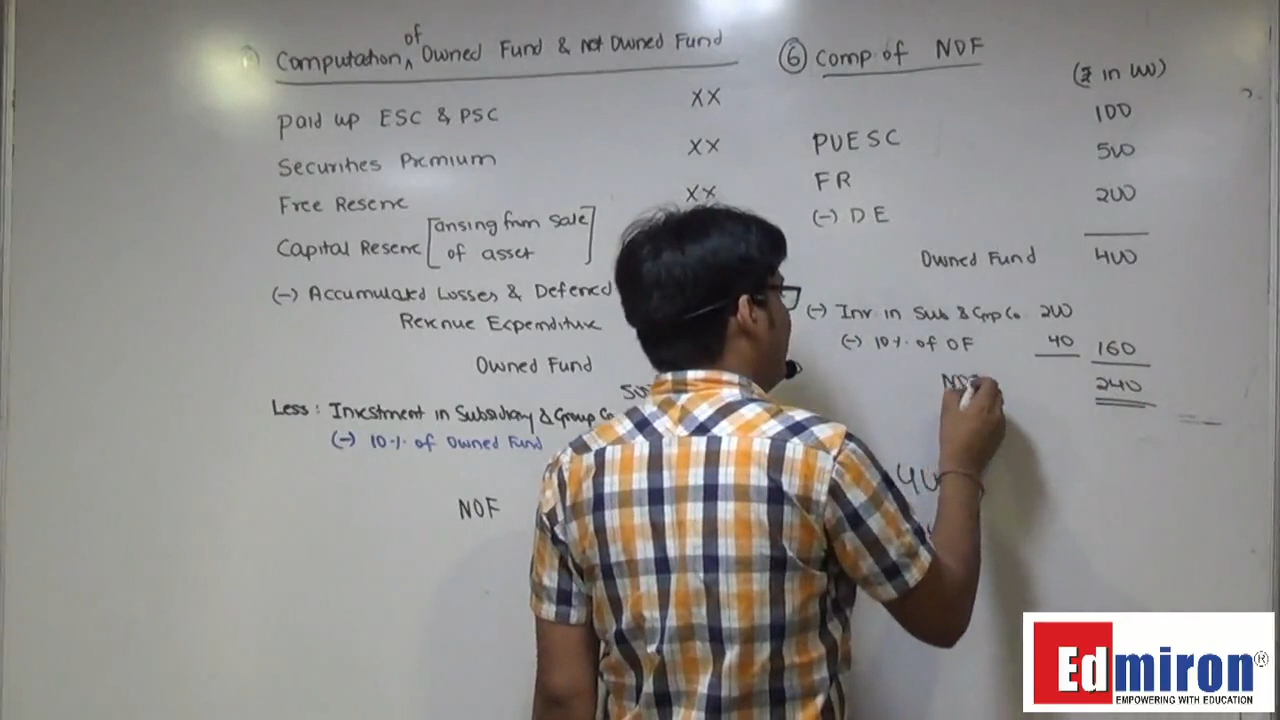 1) Computation of Owned Fund & Net Owned Fund
Paid up ESC & PSC XX
Securities Premium XX
Free Reserve XX
Capital Reserve [arising from sale
of asset]
(-) Accumulated Losses & Deferred
Revenue Expenditure
Owned Fund
Less: Investment in Subsidiary & Group Co
(-) 10% of Owned Fund
NOF
⑥ Comp. of NOF
(₹ in 000)
PUESC 100
FR 500
(-) DE 200
Owned Fund 400
(-) Inv. in Sub & Grp Co 200
(-) 10% of OF 40 160
NOF 240
Edmiron®
EMPOWERING WITH EDUCATION